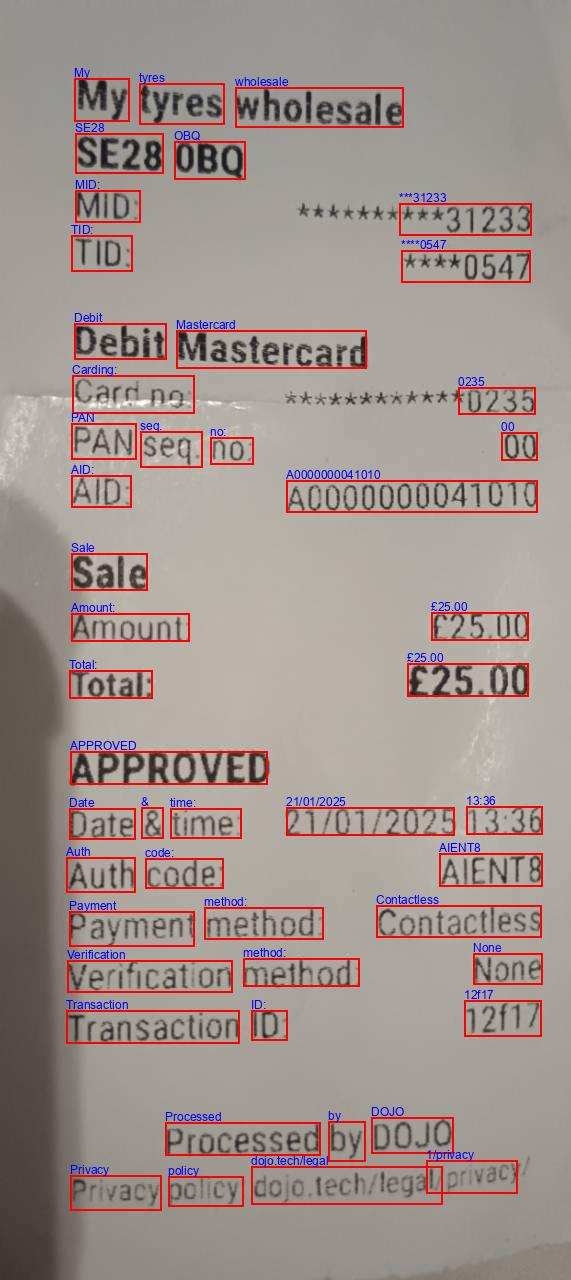 My tyres wholesale
SE28 0BQ
MID: **********31233
TID: ****0547
Debit Mastercard
Card no: ************0235
PAN seq. no: 00
AID: A0000000041010
Sale
Amount: £25.00
Total: £25.00
APPROVED
Date & time: 21/01/2025 13:36
Auth code: AIENT8
Payment method: Contactless
Verification method: None
Transaction ID: 12f17
Processed by DOJO
Privacy policy dojo.tech/legal/privacy/